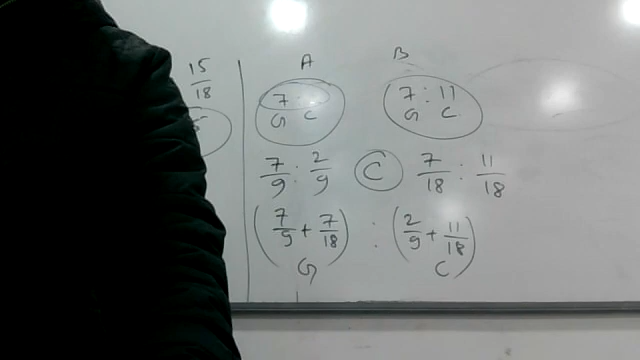 15/18
A B
7 : 7 : 11
G C G C
7/9 : 2/9 C 7/18 : 11/18
(7/9 + 7/18) : (2/9 + 11/18)
G C